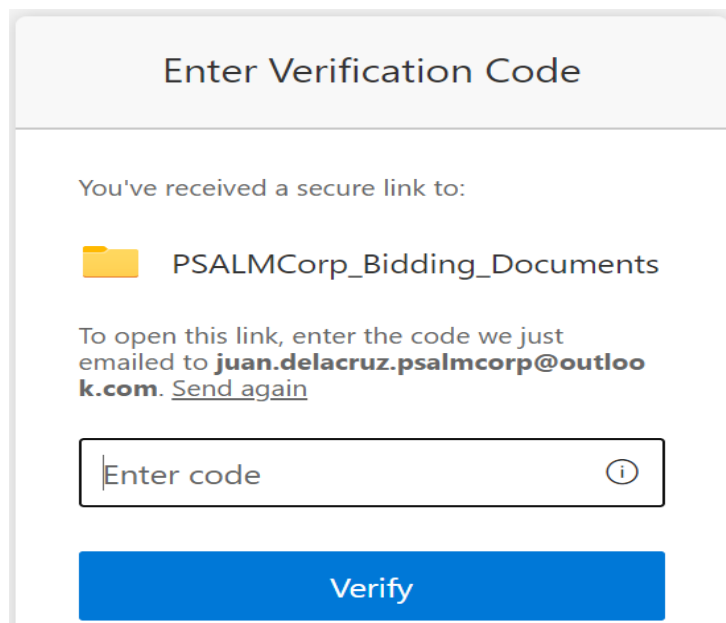 Enter Verification Code
You've received a secure link to:
PSALMCorp_Bidding_Documents
To open this link, enter the code we just
emailed to juan.delacruz.psalmcorp@outloo
k.com. Send again
Enter code
Verify